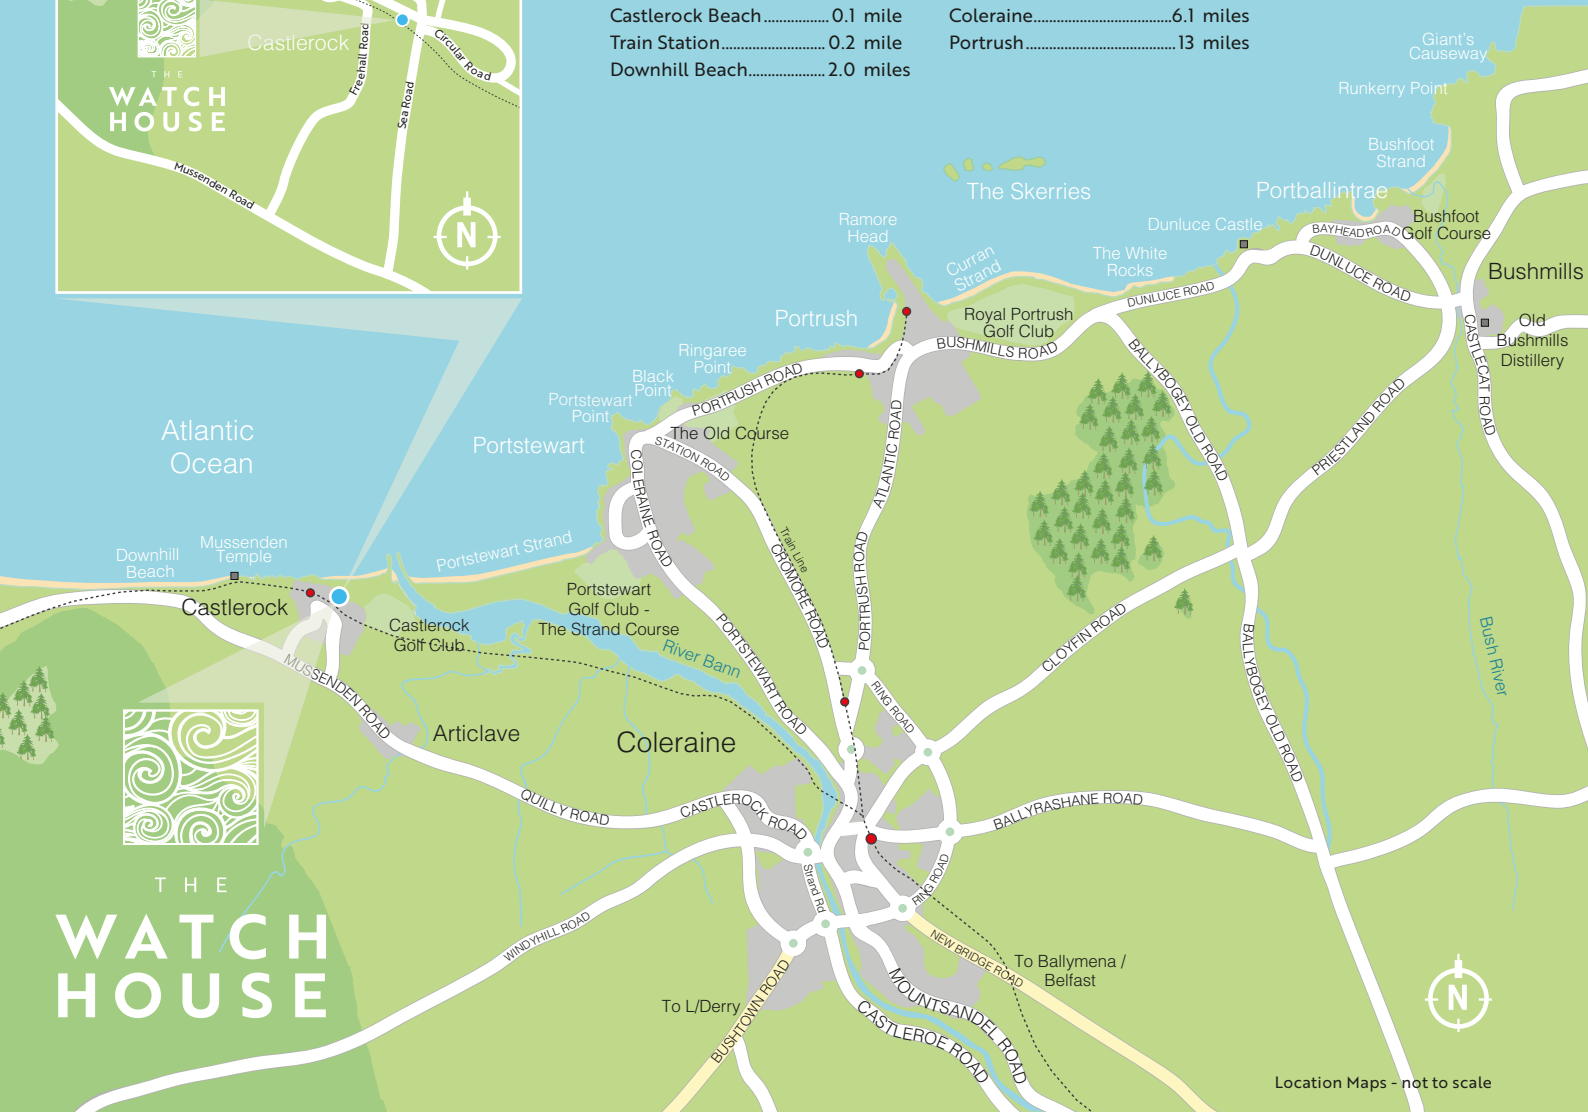 Castlerock Beach 0.1 mile
Train Station 0.2 mile
Downhill Beach 2.0 miles
Coleraine 6.1 miles
Portrush 13 miles
Castlerock
THE
WATCH
HOUSE
Freehall Road
Sea Road
Circular Road
Mussenden Road
N
Giant's
Causeway
Runkerry Point
Bushfoot
Strand
Portballintrae
The Skerries
Ramore
Head
Curran
Strand
Dunluce Castle
The White
Rocks
BAYHEAD ROAD
Bushfoot
Golf Course
DUNLUCE ROAD
DUNLUCE ROAD
Bushmills
Old
Bushmills
Distillery
CASTLECAT ROAD
Portrush
Royal Portrush
Golf Club
BUSHMILLS ROAD
Ringaree
Point
Black
Point
Portstewart
Point
PORTRUSH ROAD
BALLYBOGEY OLD ROAD
PRIESTLAND ROAD
Atlantic
Ocean
Portstewart
The Old Course
STATION ROAD
COLERAINE ROAD
ATLANTIC ROAD
Train Line
CROMORE ROAD
PORTRUSH ROAD
Portstewart Strand
Downhill
Beach
Mussenden
Temple
Castlerock
Castlerock
Golf Club
Portstewart
Golf Club -
The Strand Course
River Bann
PORTSTEWART ROAD
CLOYFIN ROAD
BALLYBOGEY OLD ROAD
Bush River
MUSSENDEN ROAD
RING ROAD
Articlave
Coleraine
QUILLY ROAD
CASTLEROCK ROAD
BALLYRASHANE ROAD
RING ROAD
Strand Rd
THE
WATCH
HOUSE
WINDYHILL ROAD
NEW BRIDGE ROAD
To Ballymena /
Belfast
To L/Derry
BUSHTOWN ROAD
MOUNTSANDEL ROAD
CASTLEROE ROAD
N
Location Maps - not to scale